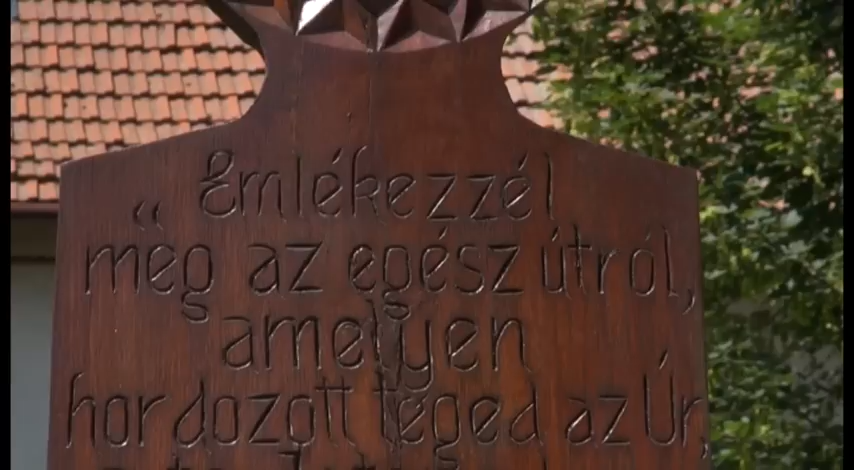 „Emlékezzél
még az egész útról,
amelyen
hordozott téged az Úr,